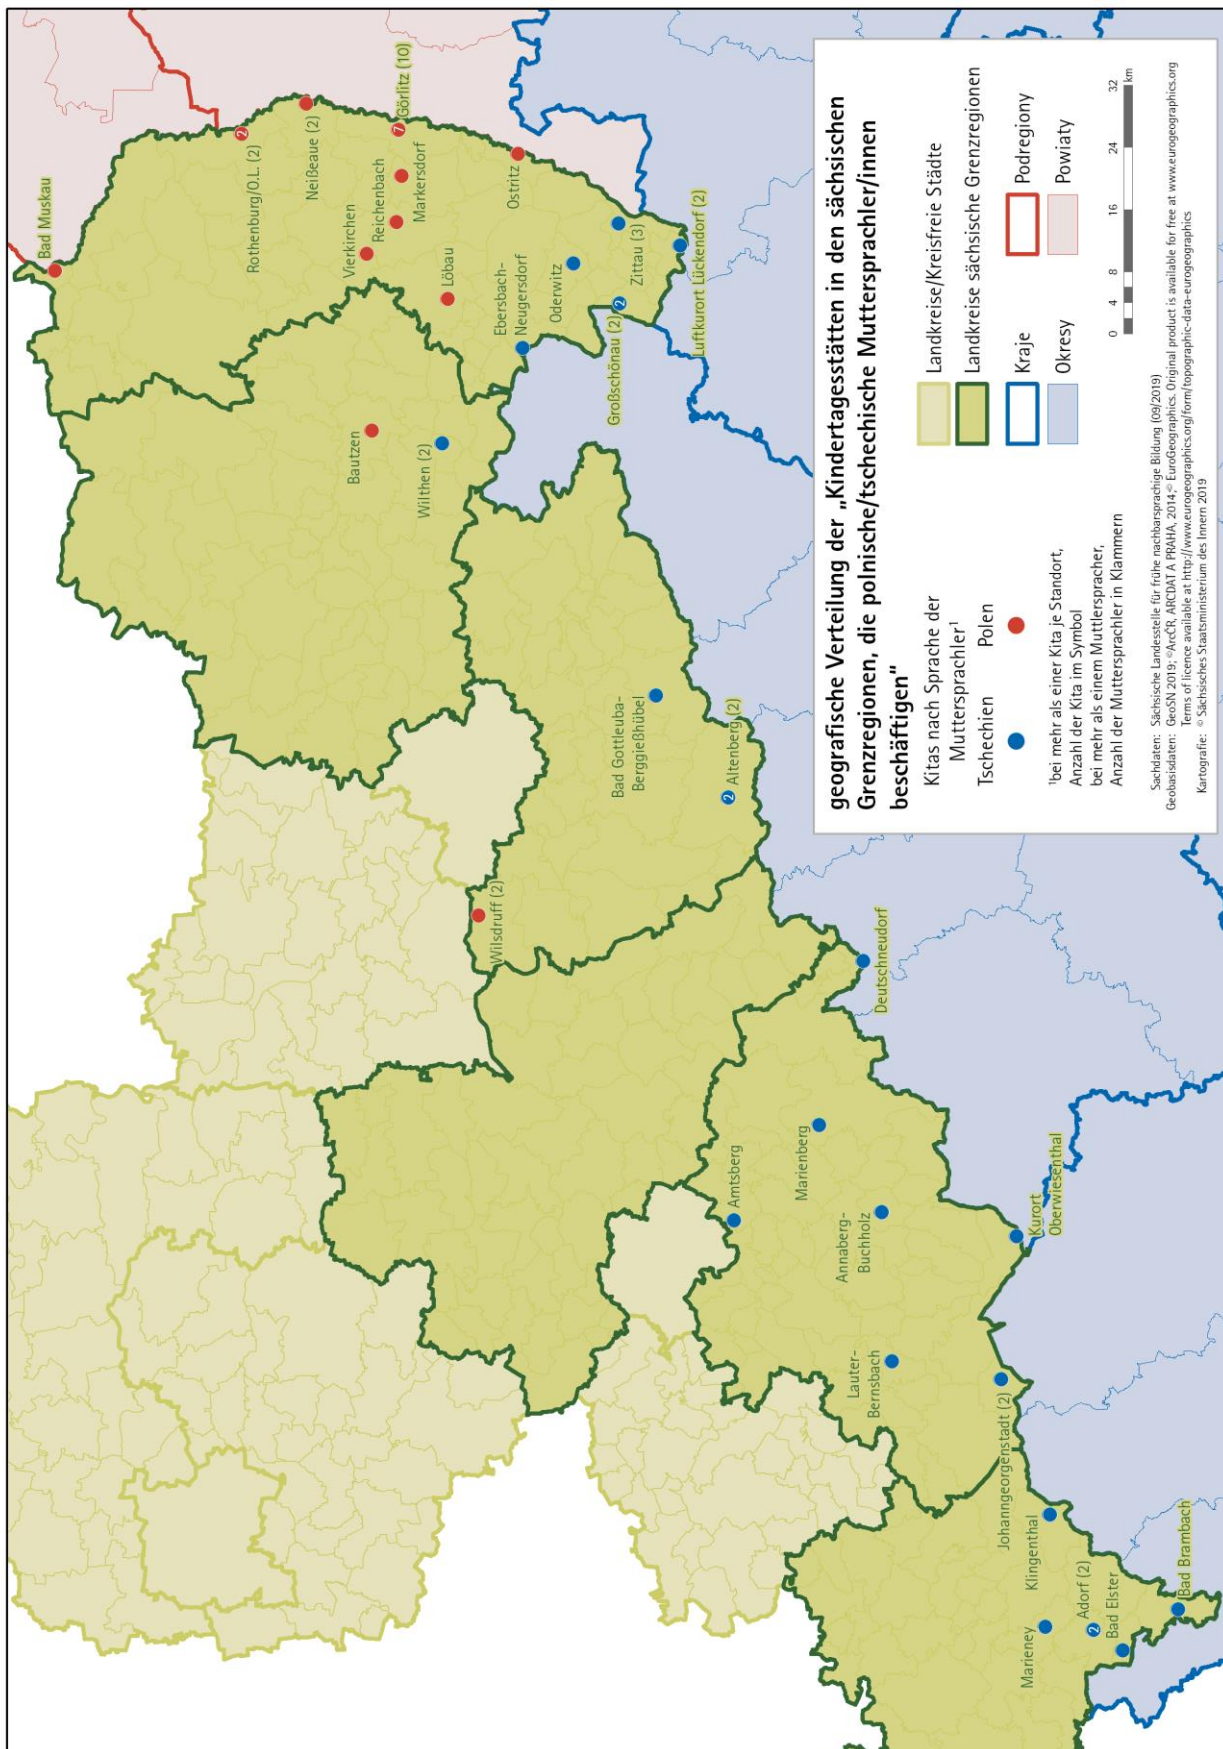 Bad Muskau
Rothenburg/O.L. (2)
2
Neißeaue (2)
Görlitz (10)
7
Vierkirchen
Reichenbach
Markersdorf
Löbau
Ostritz
Ebersbach-
Neugersdorf
Oderwitz
Zittau (3)
Großschönau (2)
2
Luftkurort Lückendorf (2)
Bautzen
Wilthen (2)
Wilsdruff (2)
Bad Gottleuba-
Berggießhübel
Altenberg (2)
2
Deutschneudorf
Amtsberg
Marienberg
Annaberg-
Buchholz
Kurort
Oberwiesenthal
Lauter-
Bernsbach
Johanngeorgenstadt (2)
Klingenthal
Marieney
Adorf (2)
2
Bad Elster
Bad Brambach
geografische Verteilung der „Kindertagesstätten in den sächsischen
Grenzregionen, die polnische/tschechische Muttersprachler/innen
beschäftigen“
Kitas nach Sprache der
Muttersprachler¹
Tschechien
Polen
¹bei mehr als einer Kita je Standort,
Anzahl der Kita im Symbol
bei mehr als einem Muttlerspracher,
Anzahl der Muttersprachler in Klammern
Landkreise/Kreisfreie Städte
Landkreise sächsische Grenzregionen
Kraje
Podregiony
Okresy
Powiaty
0 4 8 16 24 32
km
Sachdaten: Sächsische Landesstelle für frühe nachbarsprachige Bildung (09/2019)
Geobasisdaten: GeoSN 2019; ©ArcČR, ARCDAT A PRAHA, 2014;© EuroGeographics. Original product is available for free at www.eurogeographics.org
Terms of licence available at http://www.eurogeographics.org/form/topographic-data-eurogeographics
Kartografie: © Sächsisches Staatsministerium des Innern 2019